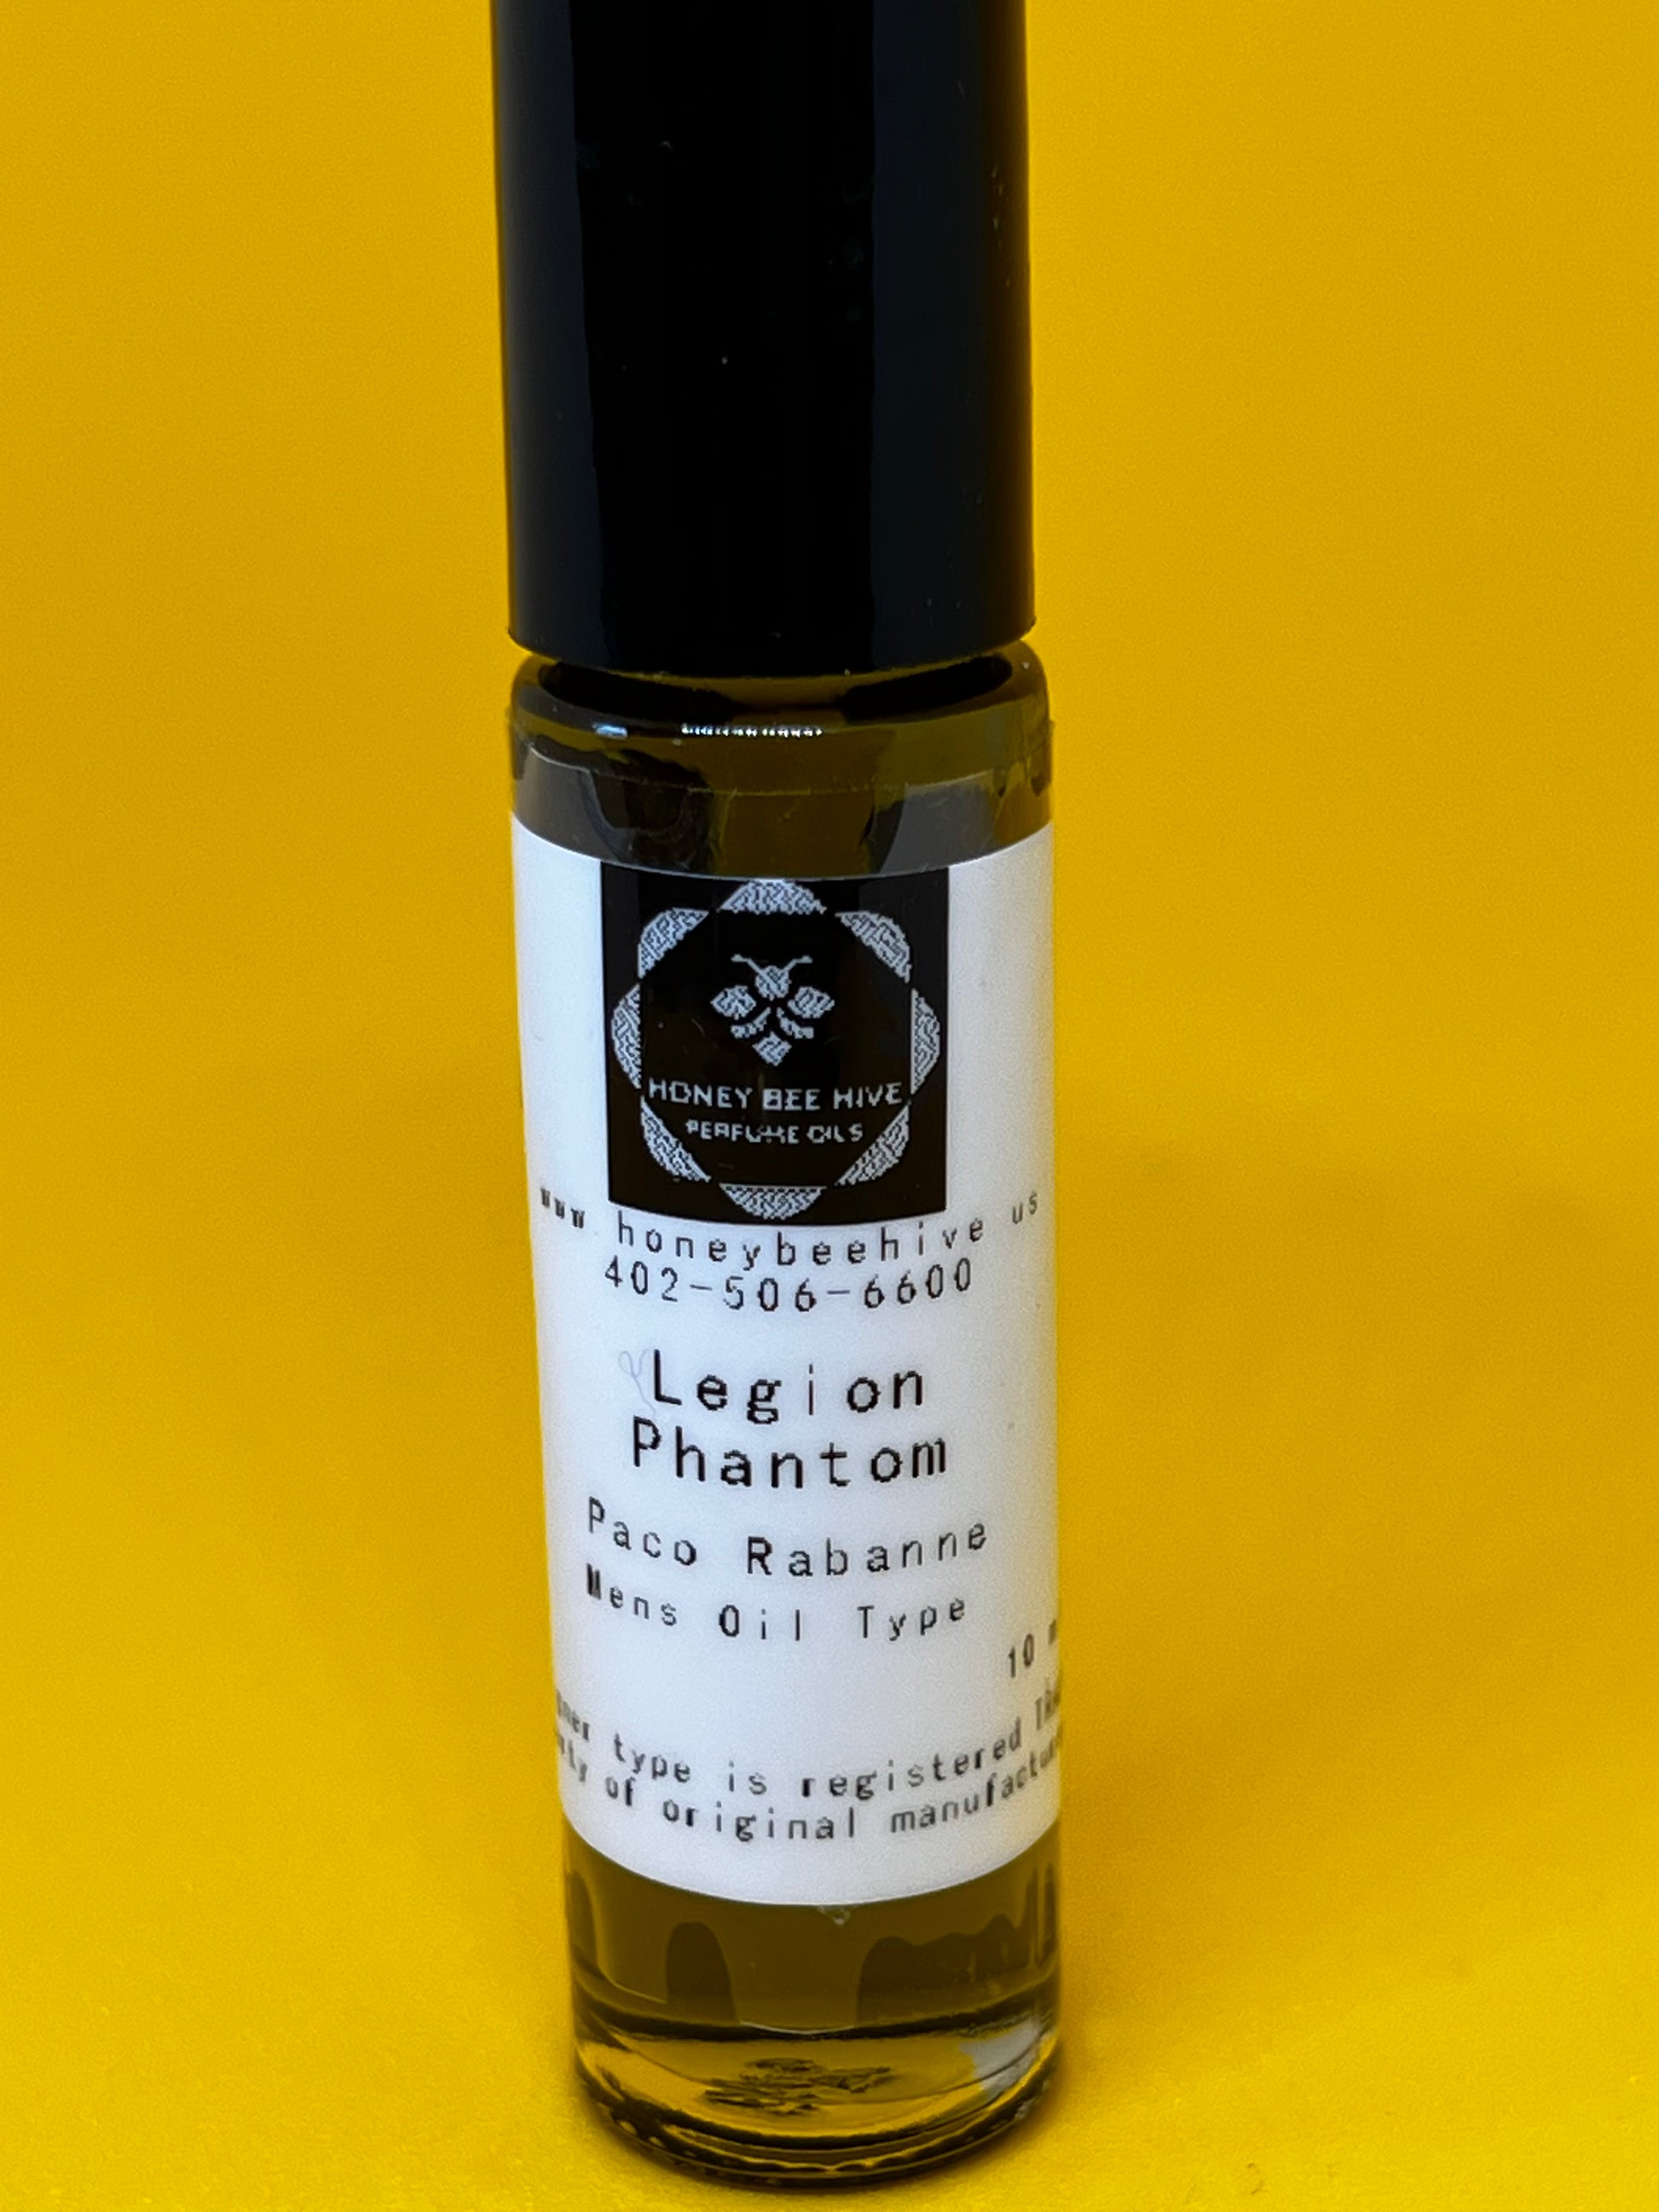 HONEY BEE HIVE
PERFUME OILS
www honeybeehive us
402-506-6600
Legion
Phantom
Paco Rabanne
Mens Oil Type
10
type is registered
of original